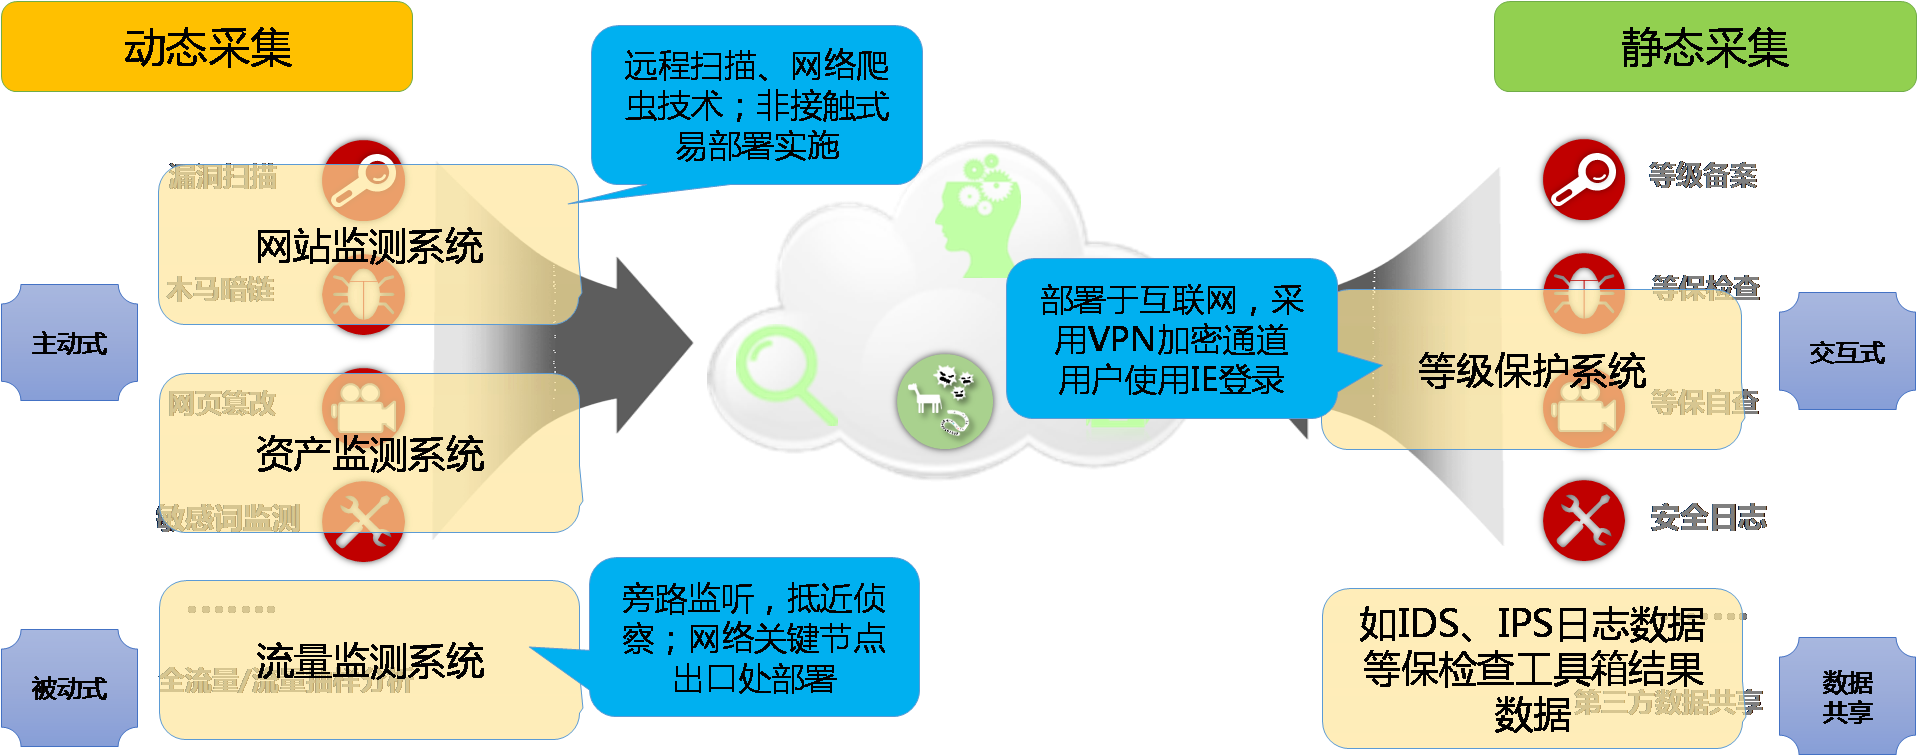 动态采集
静态采集
远程扫描、网络爬
虫技术；非接触式
易部署实施
漏洞扫描
网站监测系统
木马暗链
主动式
网页篡改
资产监测系统
敏感词监测
.......
流量监测系统
全流量/流量抽样分析
被动式
旁路监听，抵近侦
察；网络关键节点
出口处部署
部署于互联网，采
用VPN加密通道
用户使用IE登录
等级备案
等保检查
等级保护系统
等保自查
交互式
安全日志
如IDS、IPS日志数据
等保检查工具箱结果
数据
第三方数据共享
数据
共享